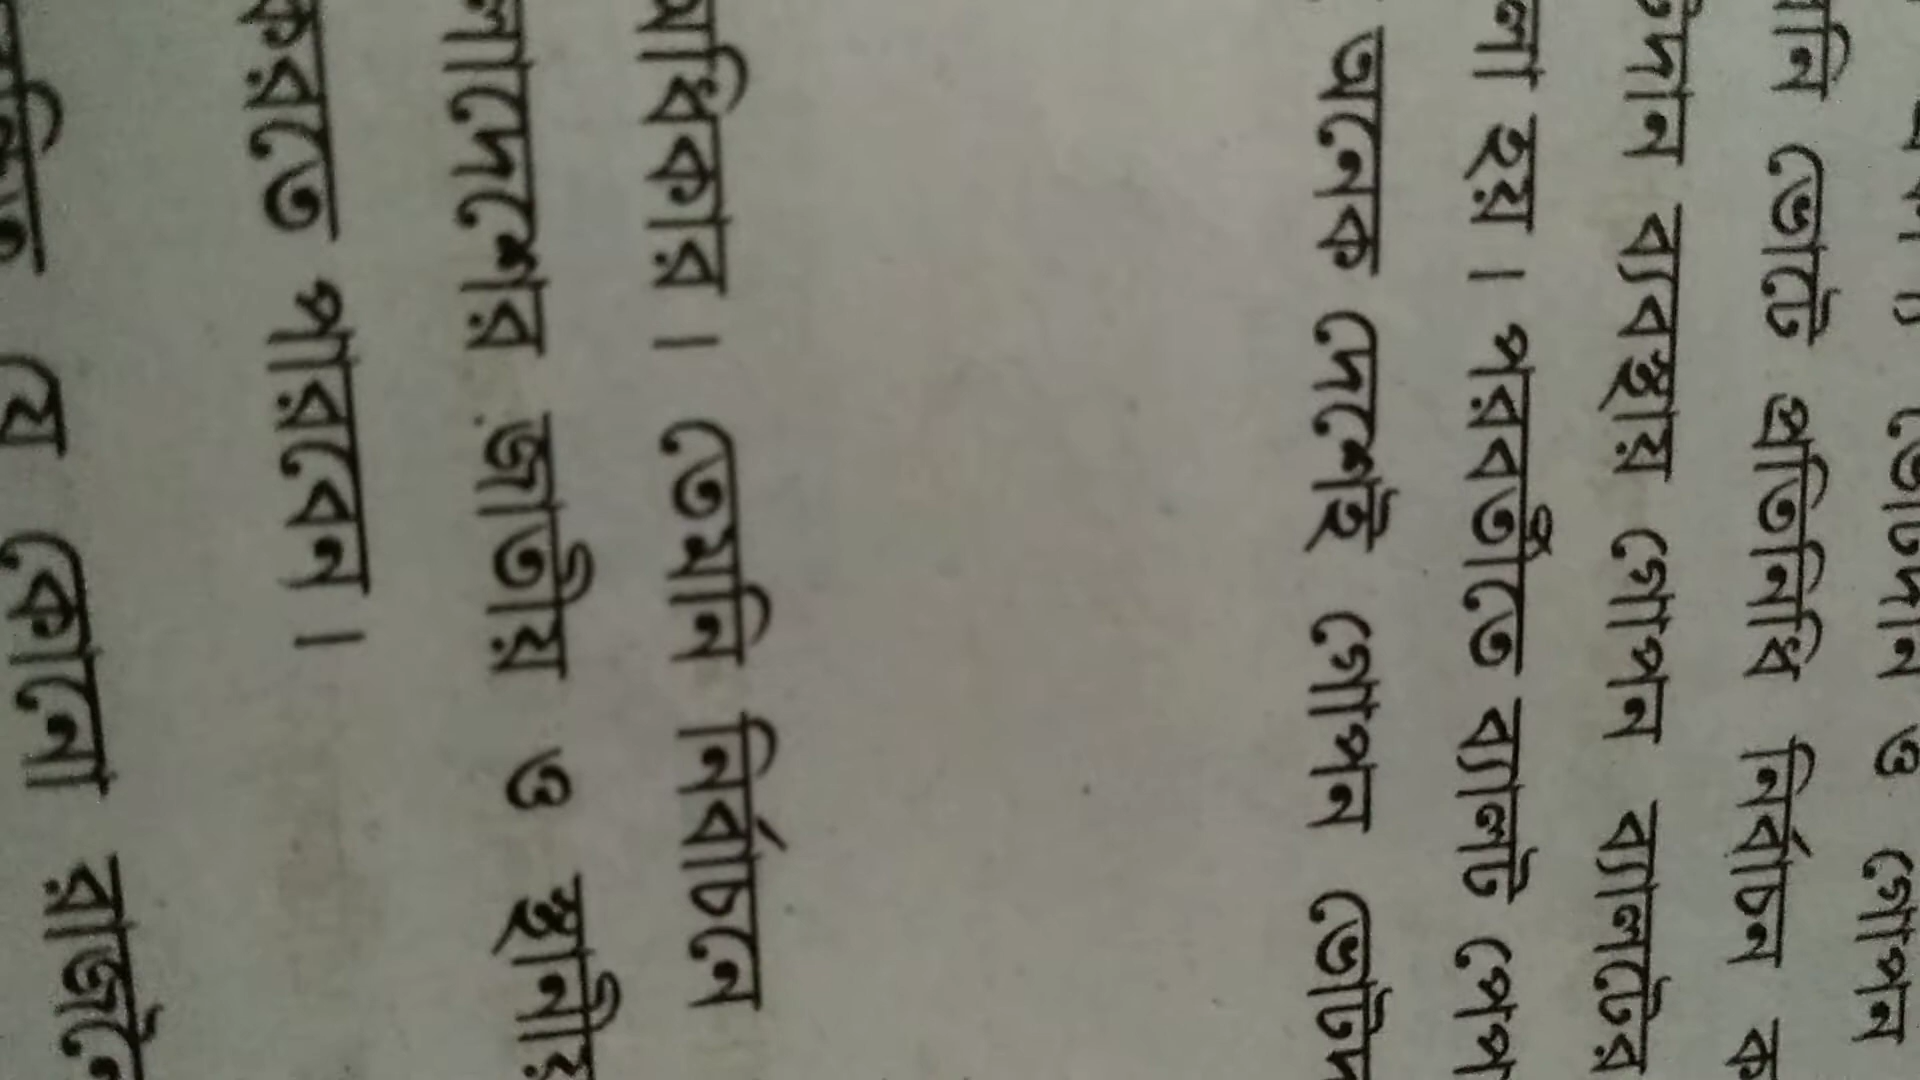 ভোটদান ও গোপন
ভোটে প্রতিনিধি নির্বাচন ক
ব্যবস্থায় গোপন ব্যালটের
হয়। পরবর্তীতে ব্যালট পেপ
অনেক দেশেই গোপন ভোটদ
অধিকার। তেমনি নির্বাচনে
লাদেশের জাতীয় ও স্থানীয়
করতে পারবেন।
যে কোনো রাজনৈ